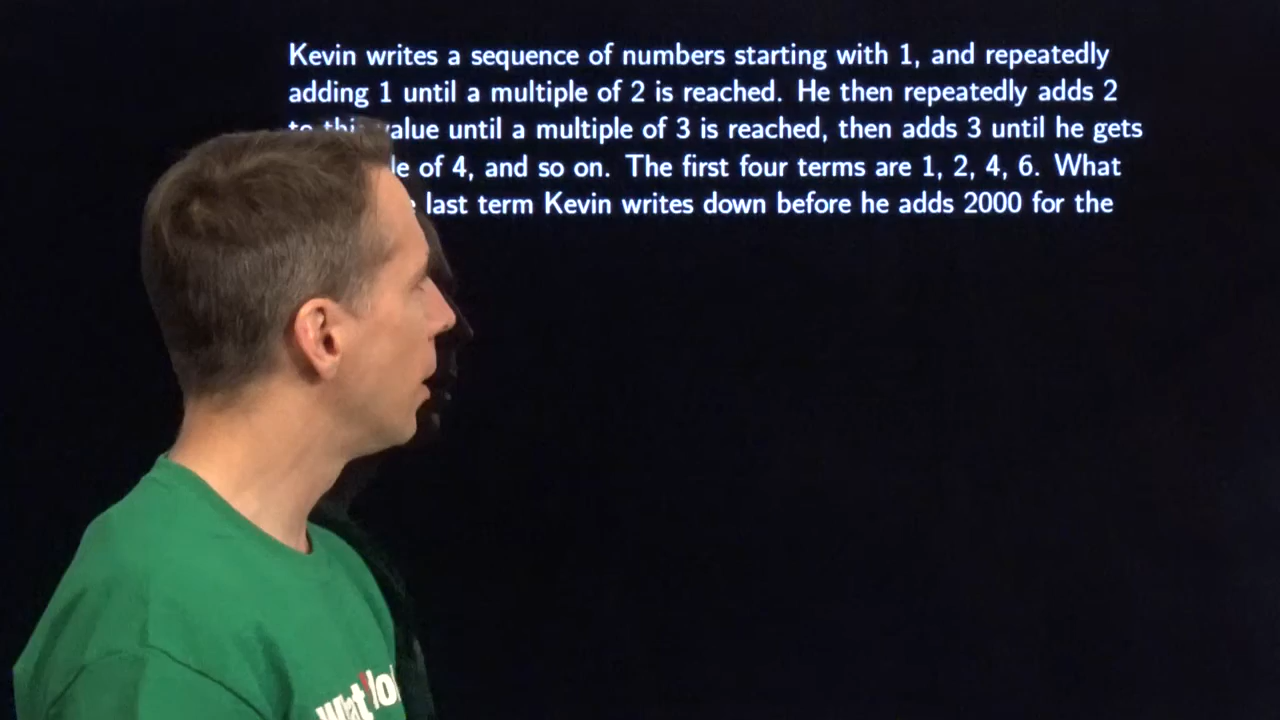 Kevin writes a sequence of numbers starting with 1, and repeatedly
adding 1 until a multiple of 2 is reached. He then repeatedly adds 2
to this value until a multiple of 3 is reached, then adds 3 until he gets
of 4, and so on. The first four terms are 1, 2, 4, 6. What
last term Kevin writes down before he adds 2000 for the
What